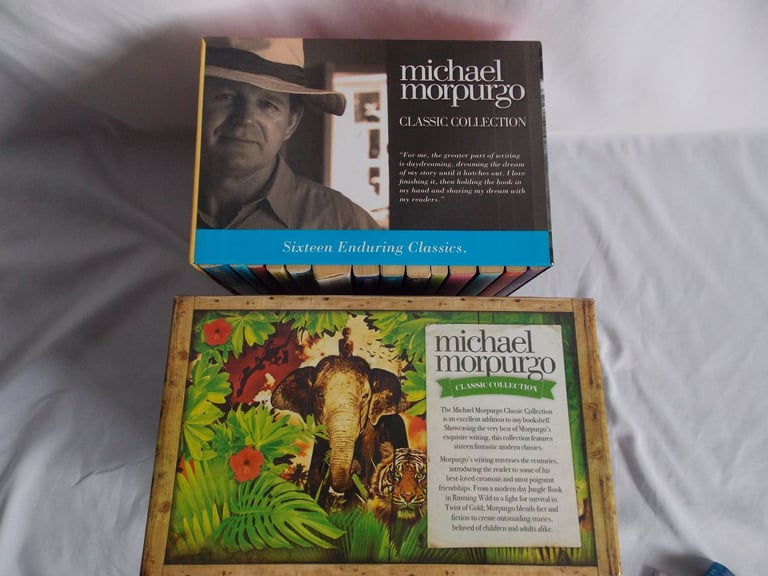 michael
morpurgo
CLASSIC COLLECTION
"For me, the greater part of writing
is daydreaming, dreaming the dream
of my story until it hatches out. I love
finishing it, then holding the book in
my hand and sharing my dream with
my readers."
Sixteen Enduring Classics.
michael
morpurgo
CLASSIC COLLECTION
The Michael Morpurgo Classic Collection
is an excellent addition to my bookshelf.
Showcasing the very best of Morpurgo's
exquisite writing, this collection features
sixteen fantastic modern classics.
Morpurgo's writing traverses the centuries,
introducing the reader to some of his
best-loved creations and most poignant
friendships. From a modern day Jungle Book
in Running Wild to a fight for survival in
Twist of Gold, Morpurgo blends fact and
fiction to create outstanding stories,
beloved of children and adults alike.